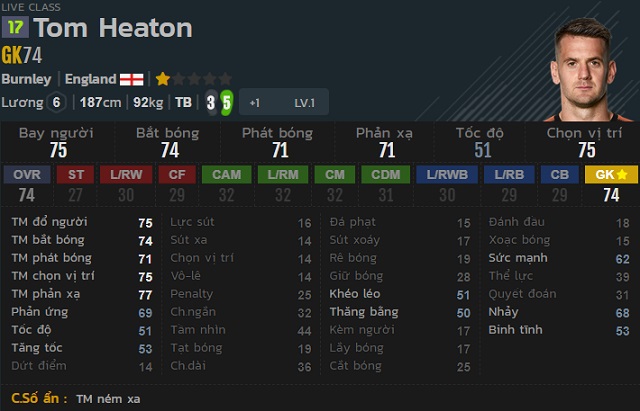 LIVE CLASS
17 Tom Heaton
GK74
Burnley | England
Lương 6 | 187cm | 92kg | TB 3 5 +1 LV.1
Bay người Bắt bóng Phát bóng Phản xạ Tốc độ Chọn vị trí
75 74 71 71 51 75
OVR ST L/RW CF CAM L/RM CM CDM L/RWB L/RB CB GK
74 27 30 29 32 32 32 32 30 29 29 74
TM đổ người 75 Lực sút 16 Đá phạt 15 Đánh đầu 18
TM bắt bóng 74 Sút xa 14 Sút xoáy 17 Xoạc bóng 15
TM phát bóng 71 Chọn vị trí 14 Rê bóng 19 Sức mạnh 62
TM chọn vị trí 75 Vô-lê 14 Giữ bóng 28 Thể lực 39
TM phản xạ 77 Penalty 25 Khéo léo 51 Quyết đoán 31
Phản ứng 69 Ch.ngắn 32 Thăng bằng 50 Nhảy 68
Tốc độ 51 Tầm nhìn 44 Kèm người 17 Bình tĩnh 53
Tăng tốc 53 Tạt bóng 19 Lấy bóng 17
Dứt điểm 14 Ch.dài 36 Cắt bóng 25
C.Số ẩn : TM ném xa